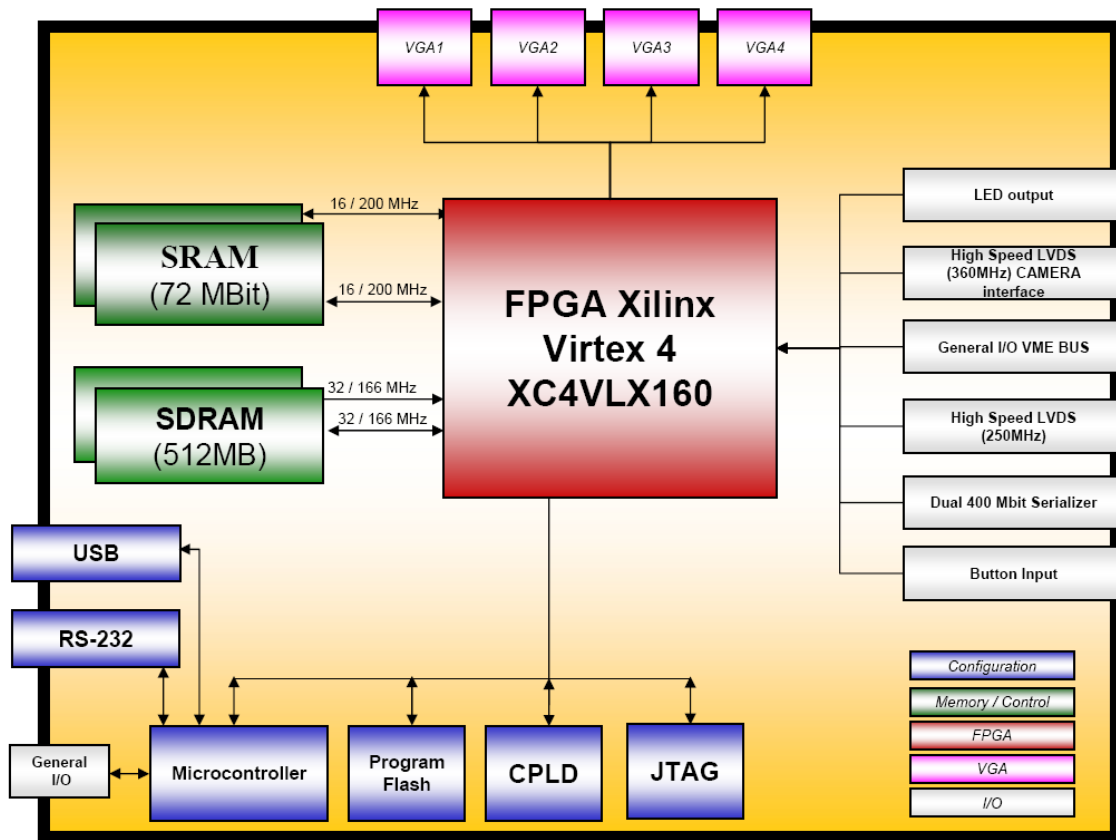 VGA1
VGA2
VGA3
VGA4
16 / 200 MHz
SRAM
(72 MBit)
16 / 200 MHz
32 / 166 MHz
SDRAM
(512MB)
32 / 166 MHz
FPGA Xilinx
Virtex 4
XC4VLX160
LED output
High Speed LVDS
(360MHz) CAMERA
interface
General I/O VME BUS
High Speed LVDS
(250MHz)
Dual 400 Mbit Serializer
Button Input
USB
RS-232
General
I/O
Microcontroller
Program
Flash
CPLD
JTAG
Configuration
Memory / Control
FPGA
VGA
I/O